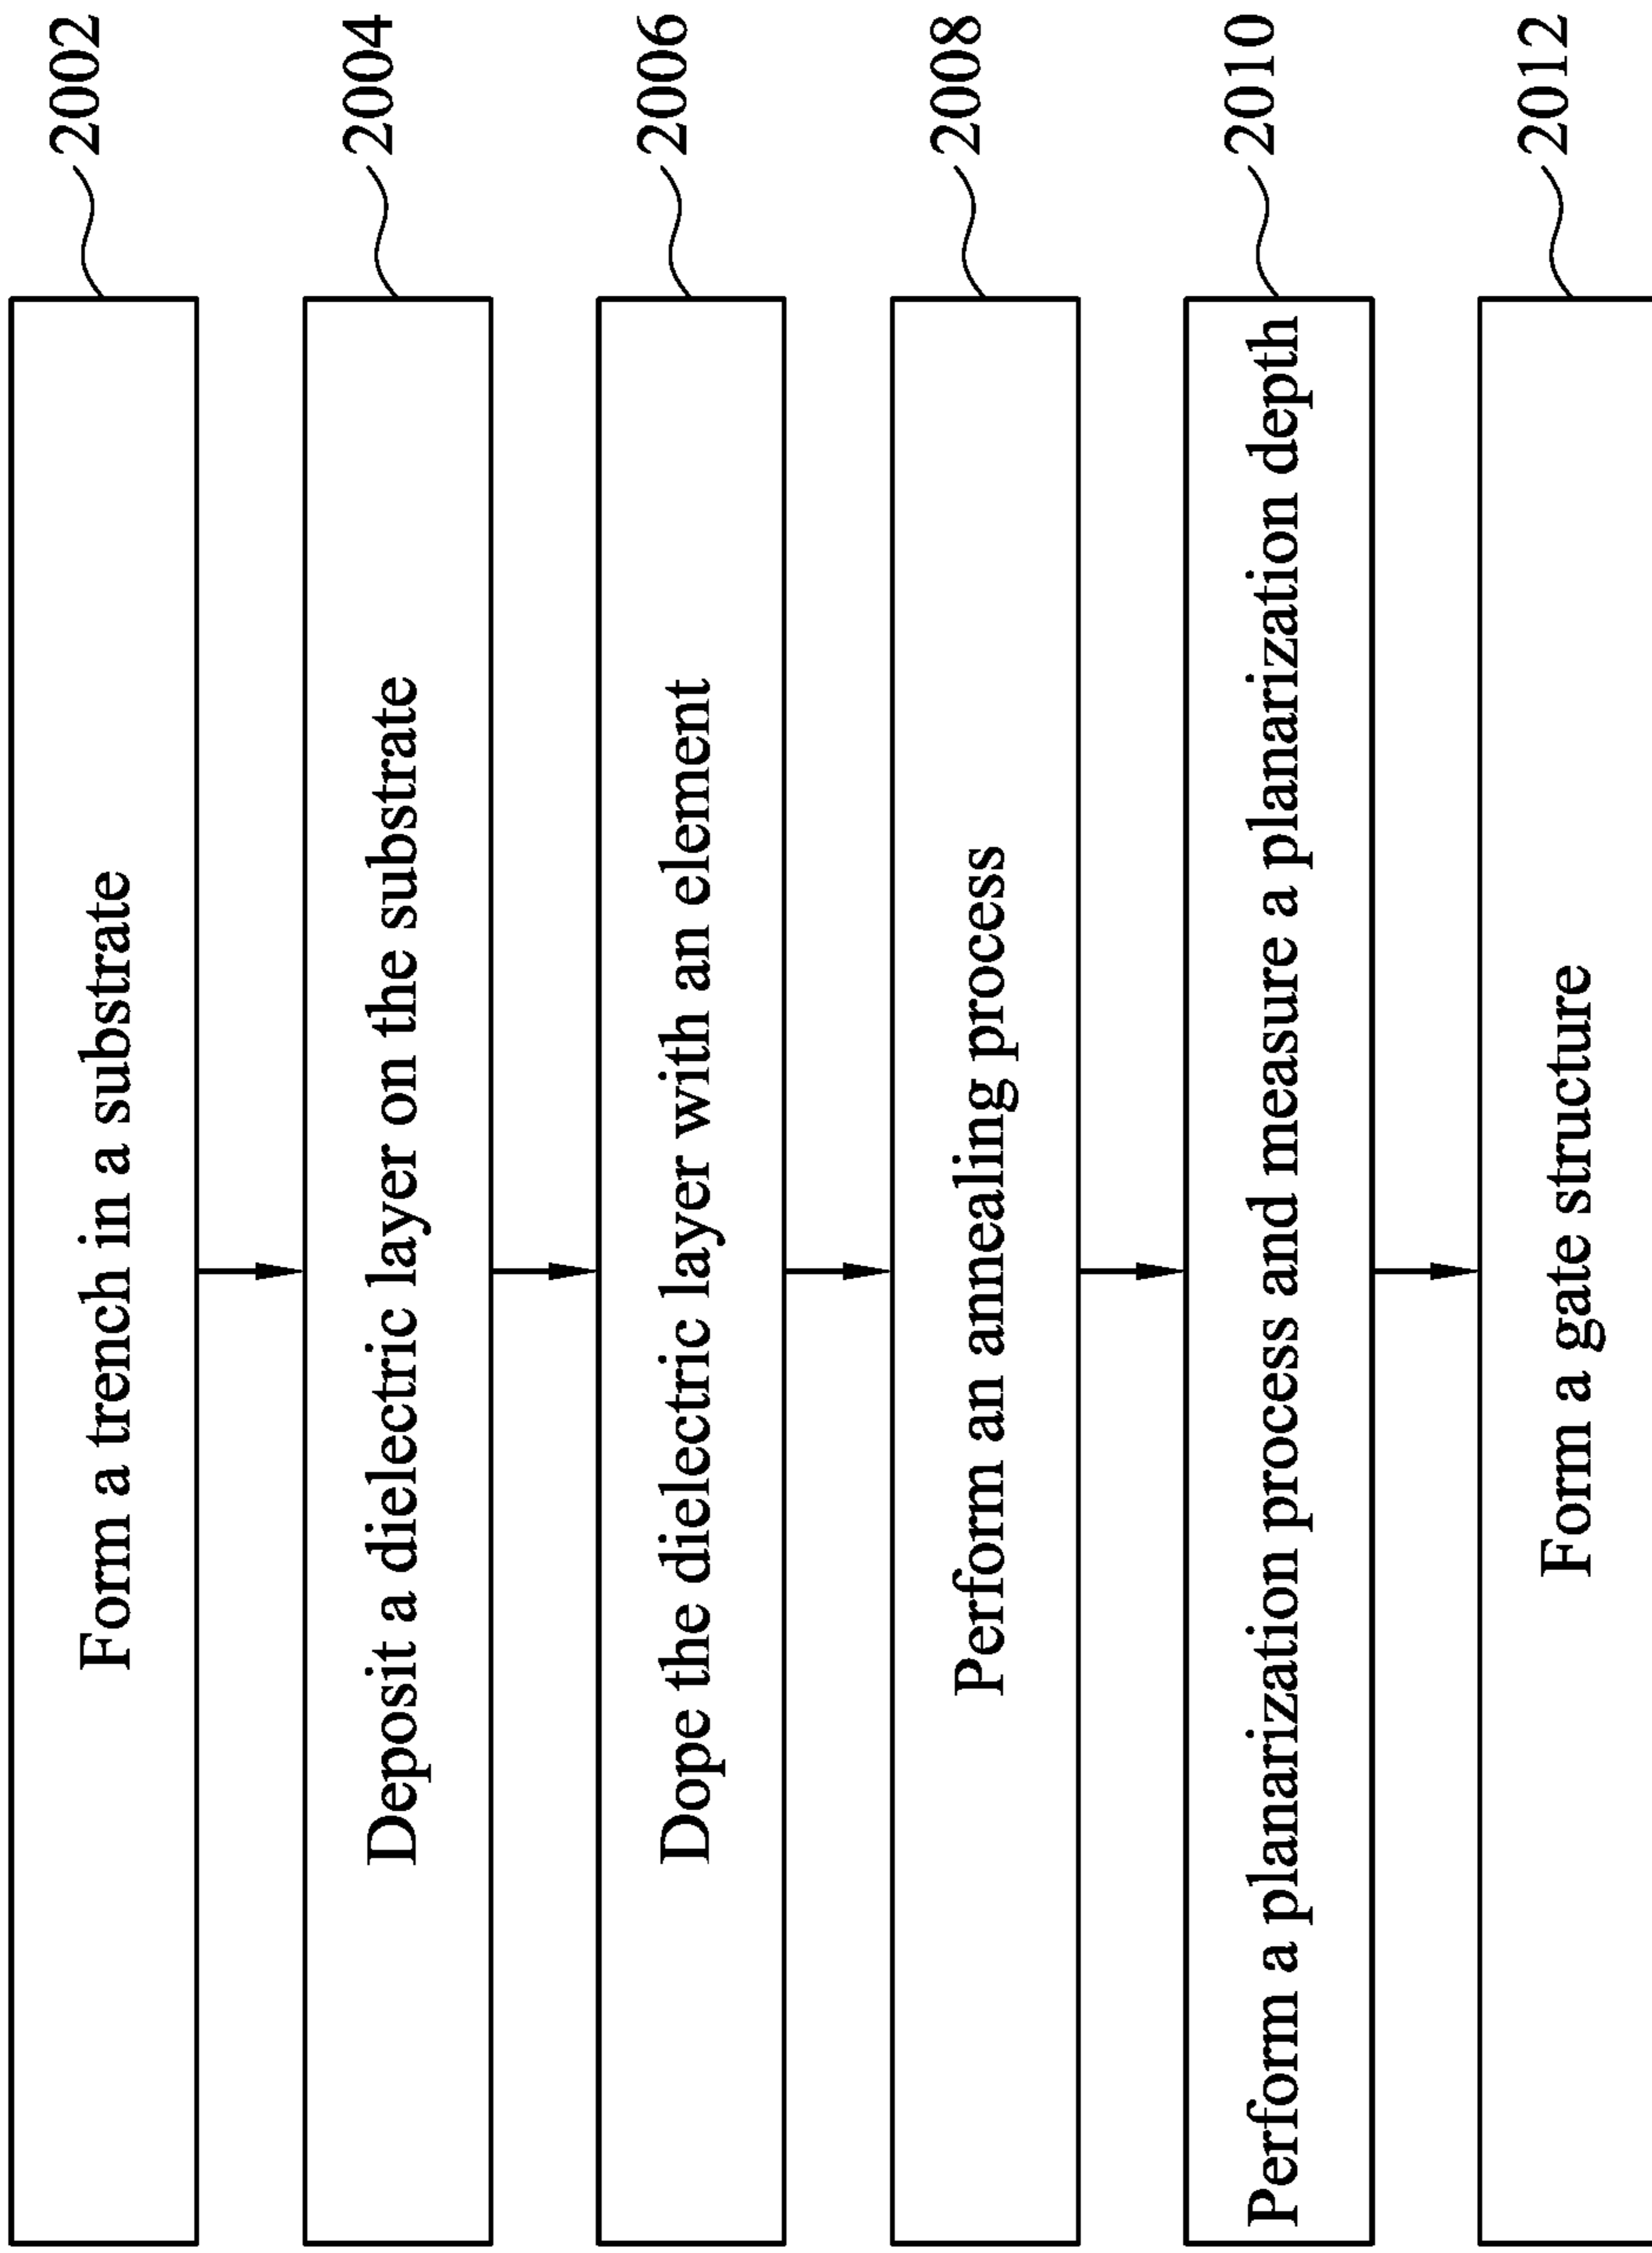 Form a trench in a substrate
2002
Deposit a dielectric layer on the substrate
2004
Dope the dielectric layer with an element
2006
Perform an annealing process
2008
Perform a planarization process and measure a planarization depth
2010
Form a gate structure
2012